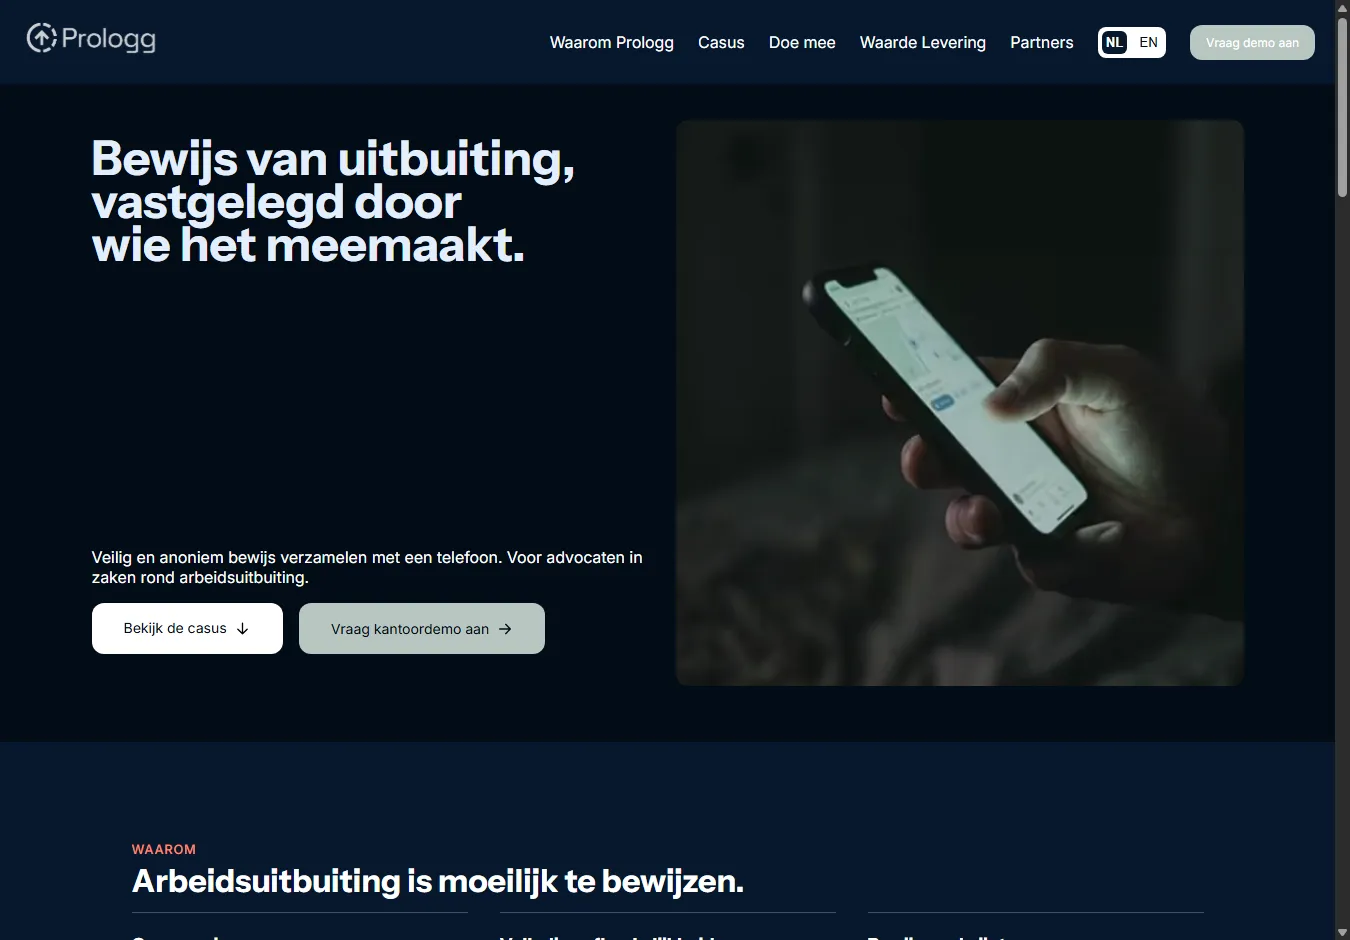 Prologg
Waarom Prologg
Casus
Doe mee
Waarde Levering
Partners
NL
EN
Vraag demo aan
Bewijs van uitbuiting,
vastgelegd door
wie het meemaakt.
Veilig en anoniem bewijs verzamelen met een telefoon. Voor advocaten in
zaken rond arbeidsuitbuiting.
Bekijk de casus ↓
Vraag kantoordemo aan →
WAAROM
Arbeidsuitbuiting is moeilijk te bewijzen.